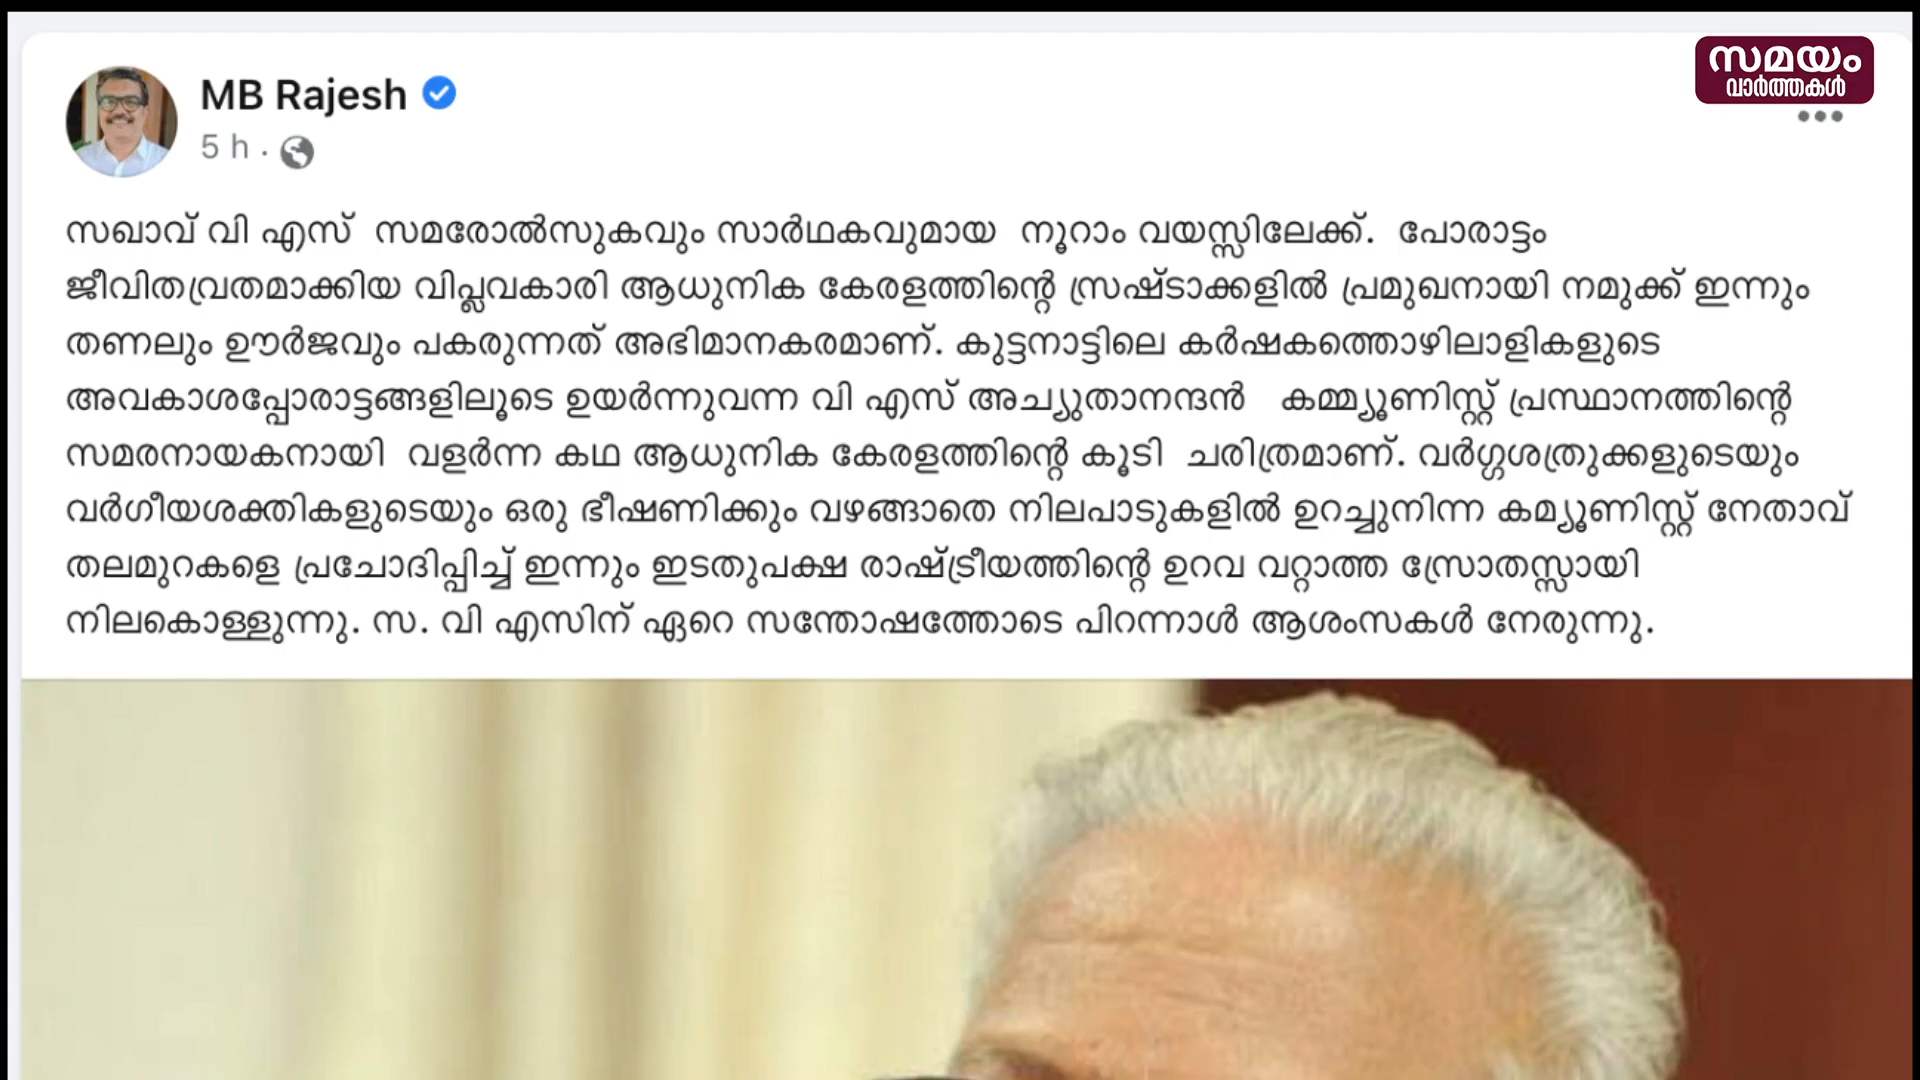 സമയം
വാർത്തകൾ
MB Rajesh
5 h ·
സഖാവ് വി എസ് സമരോൽസുകവും സാർഥകവുമായ നൂറാം വയസ്സിലേക്ക്. പോരാട്ടം
ജീവിതവ്രതമാക്കിയ വിപ്ലവകാരി ആധുനിക കേരളത്തിന്റെ സ്രഷ്ടാക്കളിൽ പ്രമുഖനായി നമുക്ക് ഇന്നും
തണലും ഊർജവും പകരുന്നത് അഭിമാനകരമാണ്. കുട്ടനാട്ടിലെ കർഷകത്തൊഴിലാളികളുടെ
അവകാശപ്പോരാട്ടങ്ങളിലൂടെ ഉയർന്നുവന്ന വി എസ് അച്യുതാനന്ദൻ കമ്മ്യൂണിസ്റ്റ് പ്രസ്ഥാനത്തിന്റെ
സമരനായകനായി വളർന്ന കഥ ആധുനിക കേരളത്തിന്റെ കൂടി ചരിത്രമാണ്. വർഗ്ഗശത്രുക്കളുടെയും
വർഗീയശക്തികളുടെയും ഒരു ഭീഷണിക്കും വഴങ്ങാതെ നിലപാടുകളിൽ ഉറച്ചുനിന്ന കമ്യൂണിസ്റ്റ് നേതാവ്
തലമുറകളെ പ്രചോദിപ്പിച്ച് ഇന്നും ഇടതുപക്ഷ രാഷ്ട്രീയത്തിന്റെ ഉറവ വറ്റാത്ത സ്രോതസ്സായി
നിലകൊള്ളുന്നു. സ. വി എസിന് ഏറെ സന്തോഷത്തോടെ പിറന്നാൾ ആശംസകൾ നേരുന്നു.